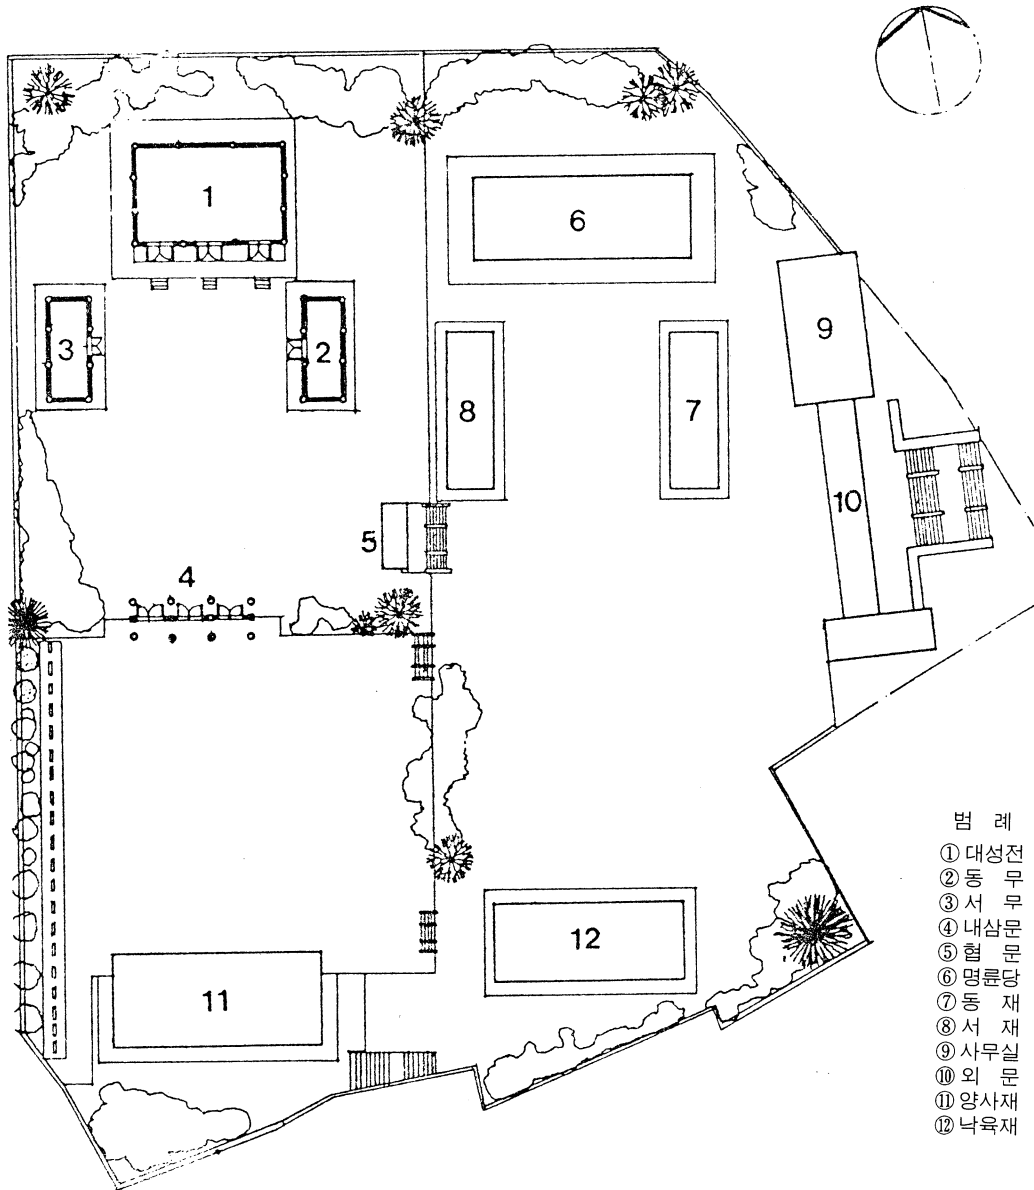 1
6
9
3
2
8
7
10
5
4
12
11
범 례
① 대성전
② 동 무
③ 서 무
④ 내삼문
⑤ 협 문
⑥ 명륜당
⑦ 동 재
⑧ 서 재
⑨ 사무실
⑩ 외 문
⑪ 양사재
⑫ 낙육재